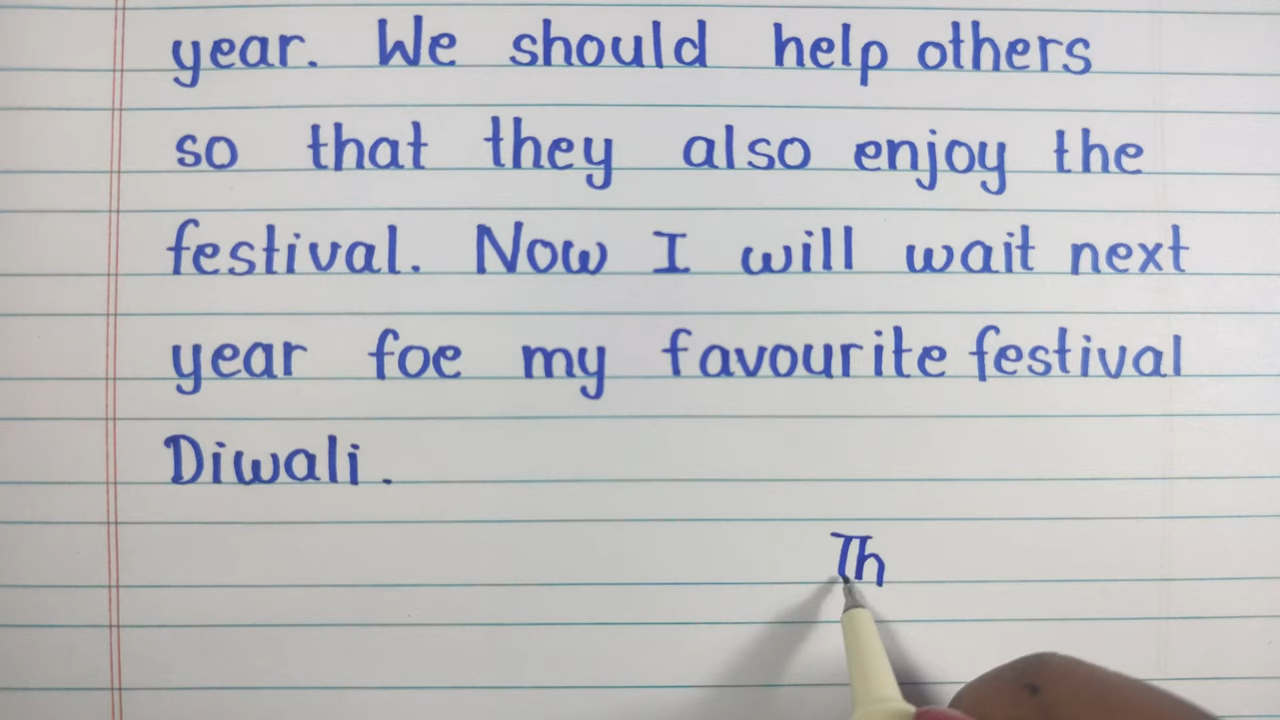 year. We should help others
so that they also enjoy the
festival. Now I will wait next
year foe my favourite festival
Diwali.
Th